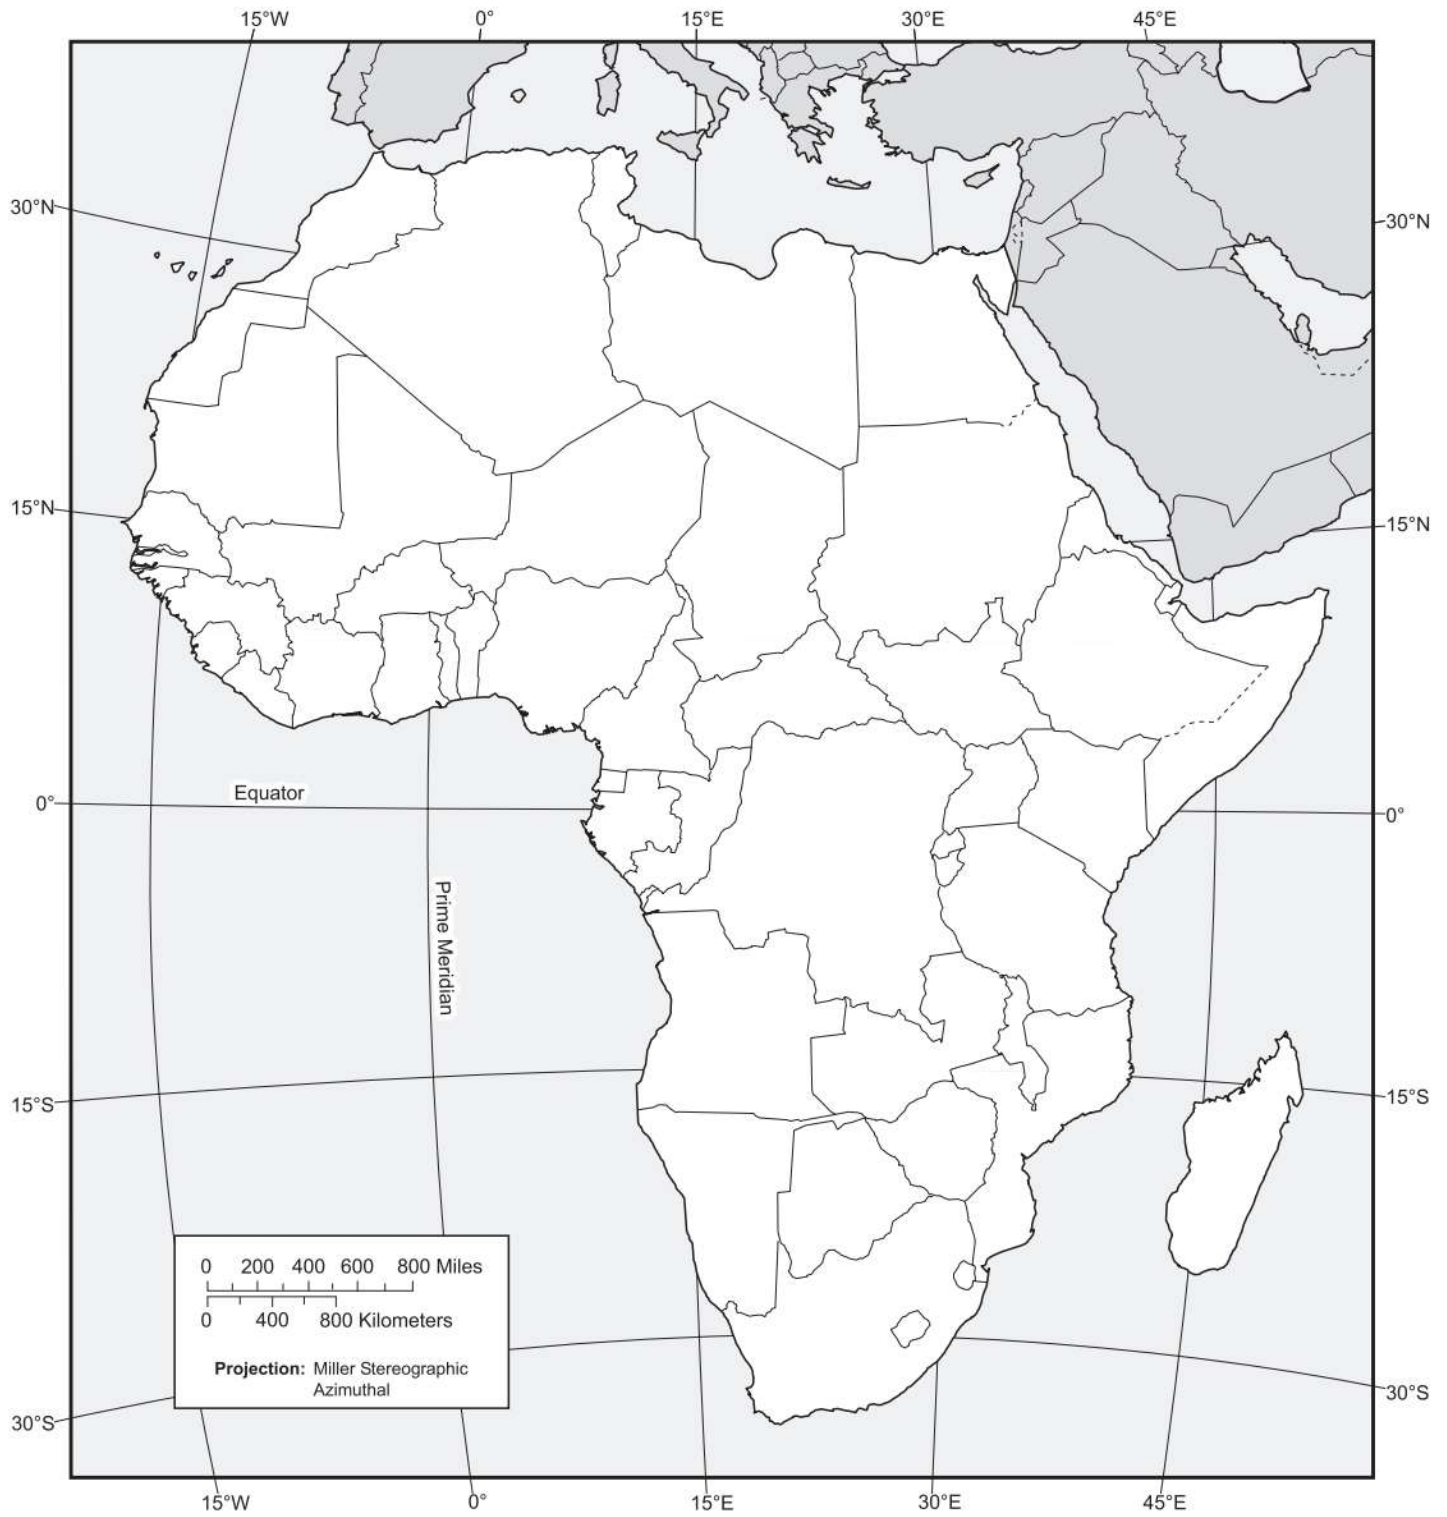 15°W 0° 15°E 30°E 45°E
30°N 30°N
15°N 15°N
Equator
0° 0°
Prime Meridian
15°S 15°S
0 200 400 600 800 Miles
0 400 800 Kilometers
Projection: Miller Stereographic
Azimuthal
30°S 30°S
15°W 0° 15°E 30°E 45°E